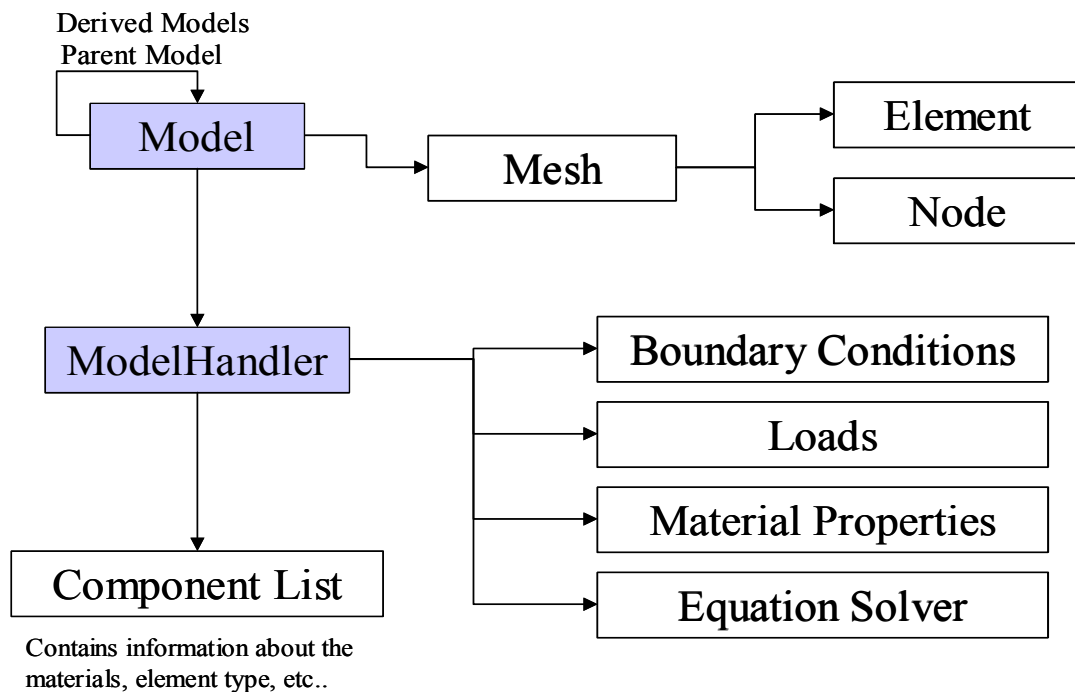 Derived Models
Parent Model
Model
Mesh
Element
Node
ModelHandler
Boundary Conditions
Loads
Material Properties
Equation Solver
Component List
Contains information about the
materials, element type, etc..